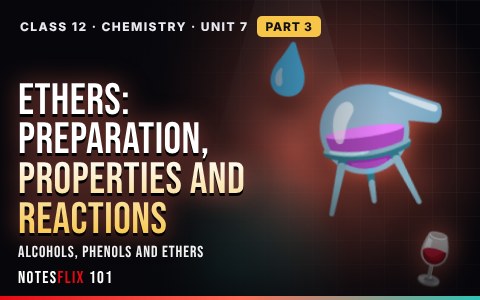 CLASS 12 · CHEMISTRY · UNIT 7 PART 3
ETHERS:
PREPARATION,
PROPERTIES AND
REACTIONS
ALCOHOLS, PHENOLS AND ETHERS
NOTESFLIX 101